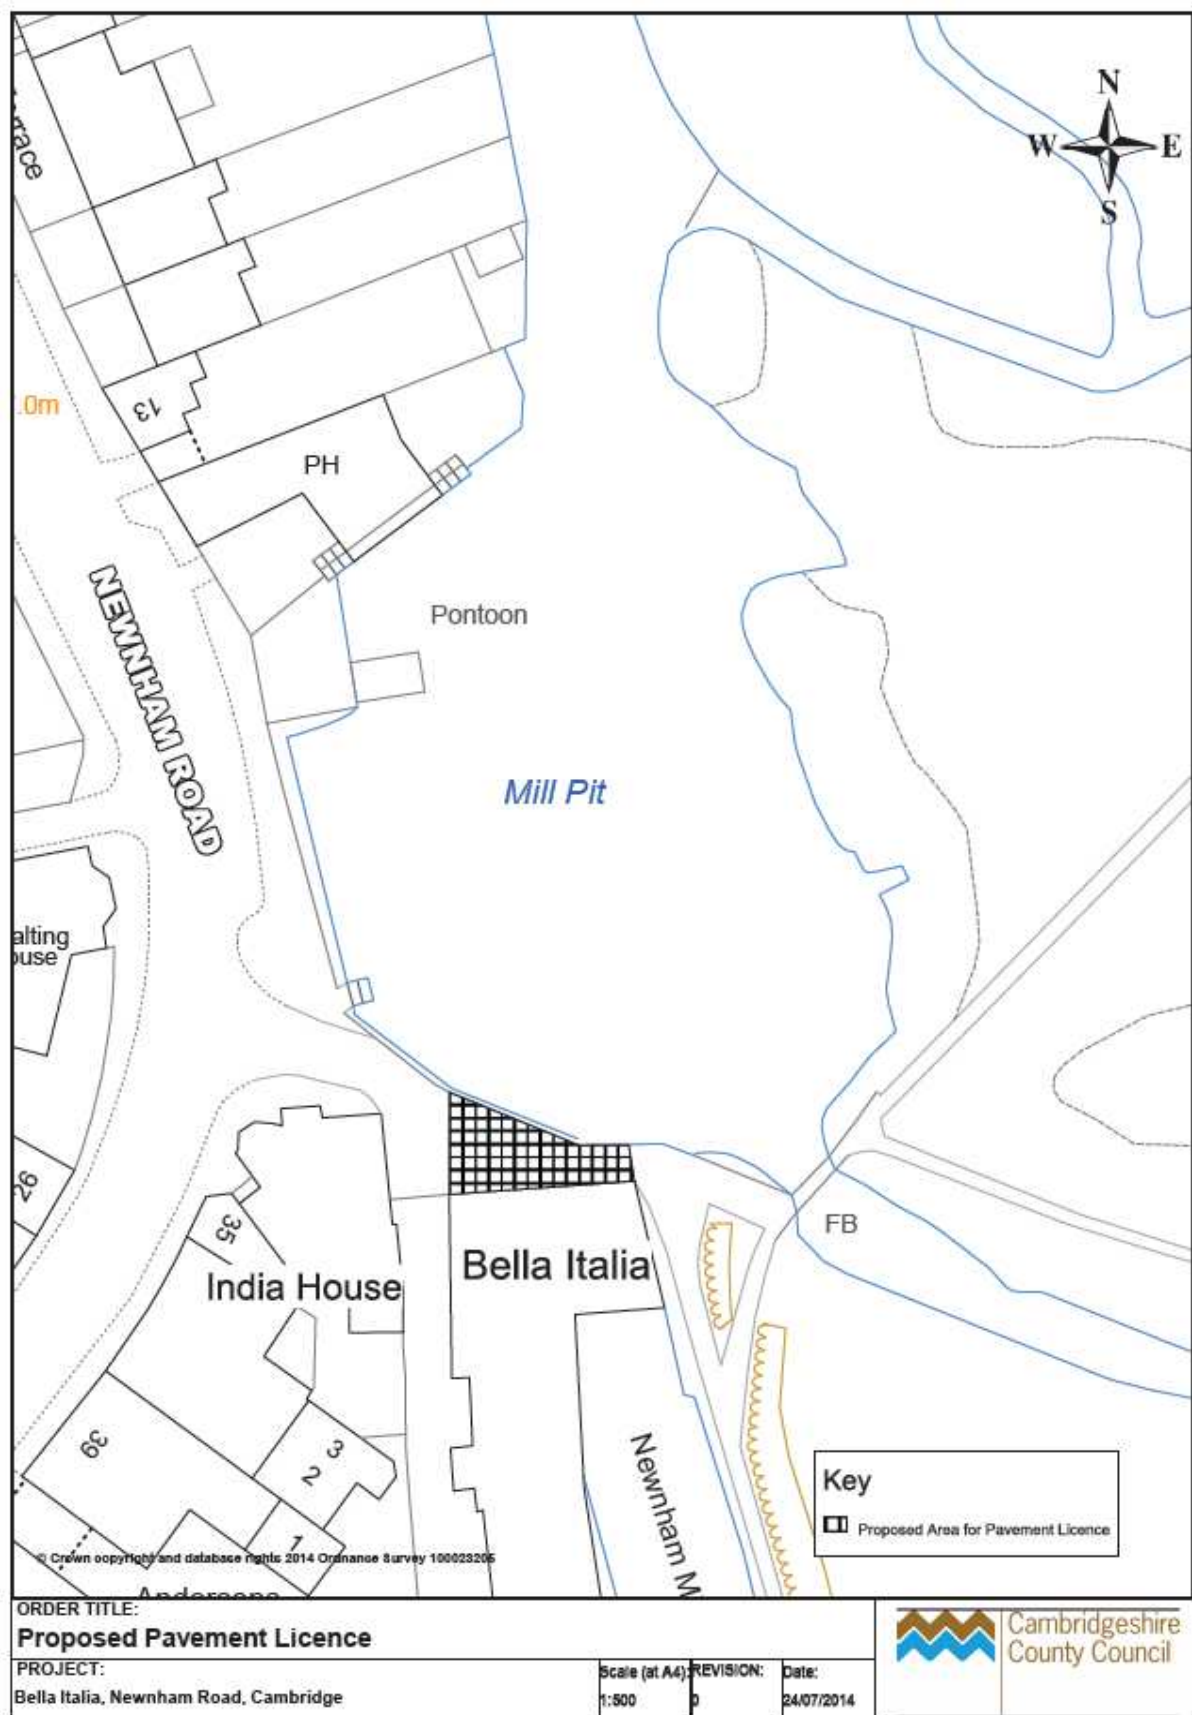 N
W E
S
.0m
13
PH
NEWNHAM ROAD
Pontoon
Mill Pit
26
35
India House
Bella Italia
FB
39
3
2
1
Newnham
Key
Proposed Area for Pavement Licence
© Crown copyright and database rights 2014 Ordnance Survey 100023205
ORDER TITLE:
Proposed Pavement Licence
PROJECT:
Bella Italia, Newnham Road, Cambridge
Scale (at A4):
1:500
REVISION:
0
Date:
24/07/2014
Cambridgeshire
County Council